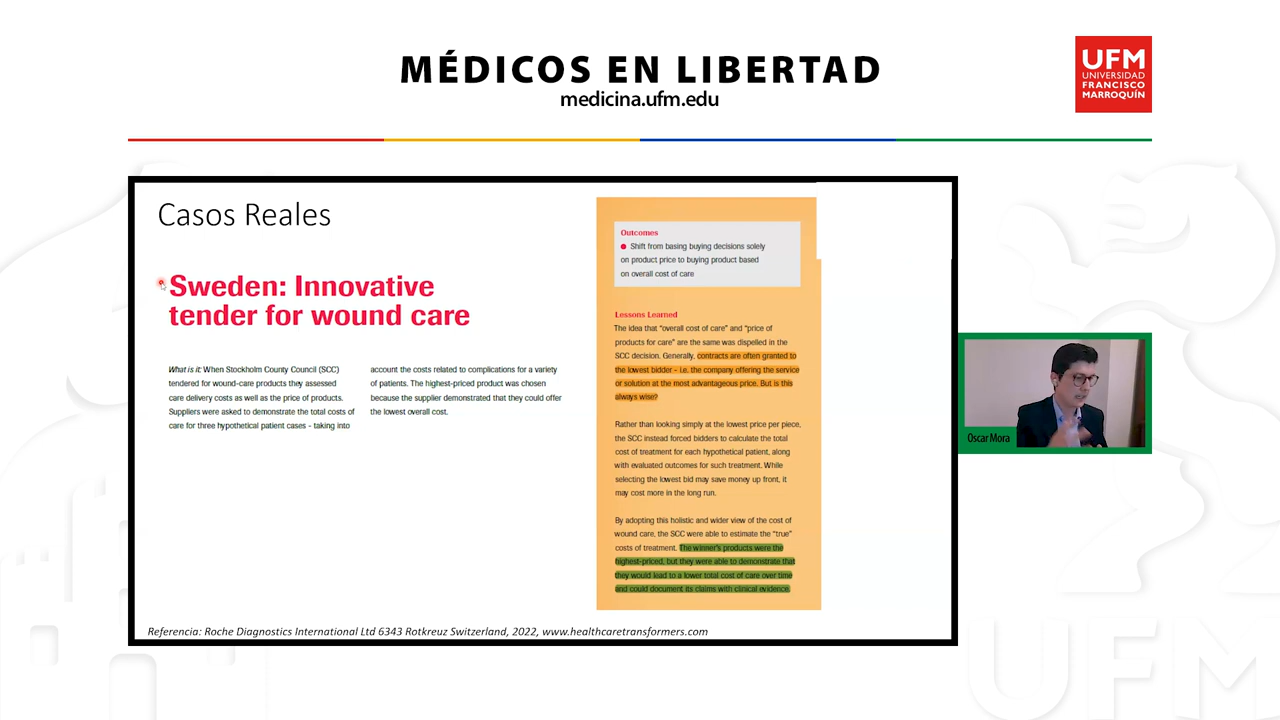 MÉDICOS EN LIBERTAD
medicina.ufm.edu
UFM
UNIVERSIDAD
FRANCISCO
MARROQUÍN
Casos Reales
Sweden: Innovative
tender for wound care
What is it: When Stockholm County Council (SCC)
tendered for wound-care products they assessed
care delivery costs as well as the price of products.
Suppliers were asked to demonstrate the total costs of
care for three hypothetical patient cases – taking into
account the costs related to complications for a variety
of patients. The highest-priced product was chosen
because the supplier demonstrated that they could offer
the lowest overall cost.
Outcomes
Shift from basing buying decisions solely
on product price to buying product based
on overall cost of care
Lessons Learned
The idea that “overall cost of care” and “price of
products for care” are the same was dispelled in the
SCC decision. Generally, contracts are often granted to
the lowest bidder – i.e. the company offering the service
or solution at the most advantageous price. But is this
always wise?
Rather than looking simply at the lowest price per piece,
the SCC instead forced bidders to calculate the total
cost of treatment for each hypothetical patient, along
with evaluated outcomes for such treatment. While
selecting the lowest bid may save money up front, it
may cost more in the long run.
By adopting this holistic and wider view of the cost of
wound care, the SCC were able to estimate the “true”
costs of treatment. The winner's products were the
highest-priced, but they were able to demonstrate that
they would lead to a lower total cost of care over time
and could document its claims with clinical evidence.
Referencia: Roche Diagnostics International Ltd 6343 Rotkreuz Switzerland, 2022, www.healthcaretransformers.com
Oscar Mora
UFM